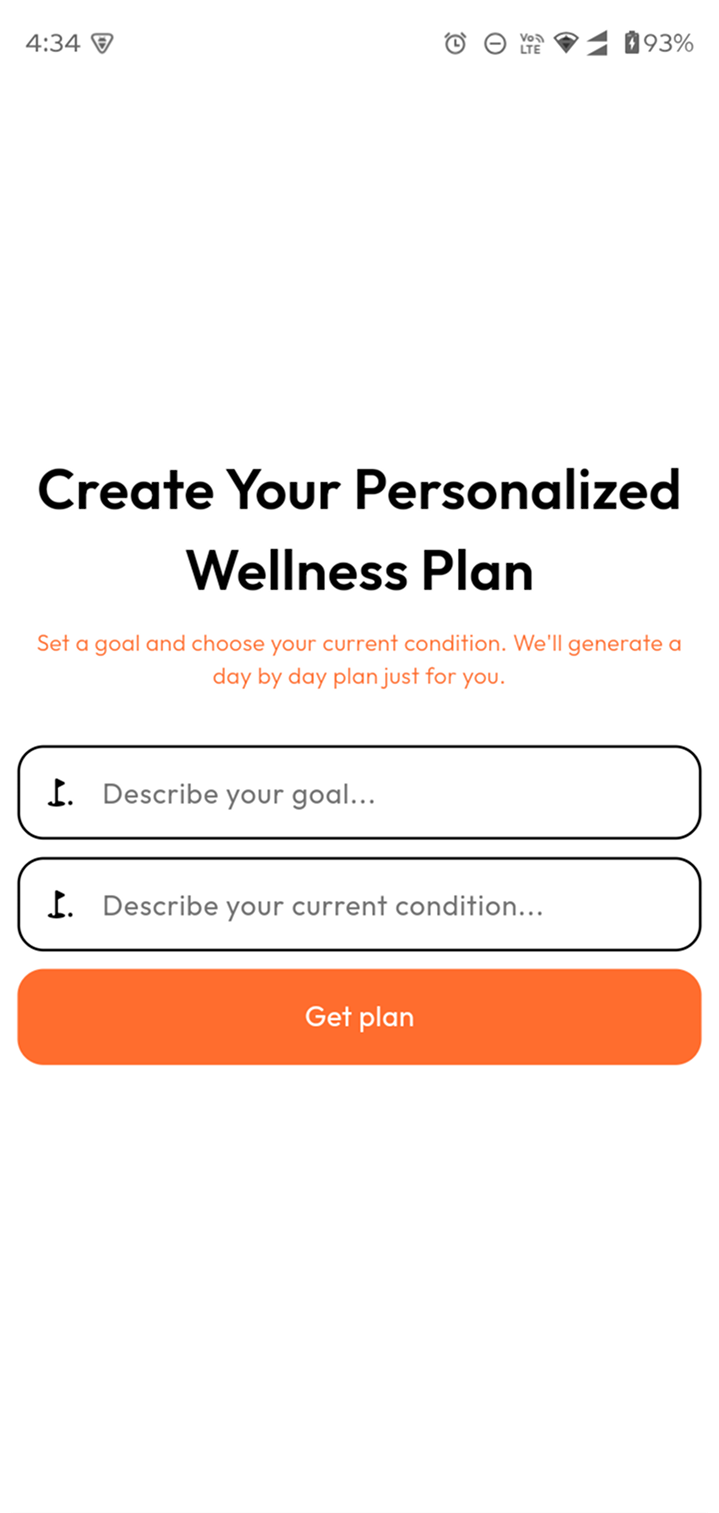 4:34 Vo LTE 93%
Create Your Personalized
Wellness Plan
Set a goal and choose your current condition. We'll generate a
day by day plan just for you.
Describe your goal...
Describe your current condition...
Get plan